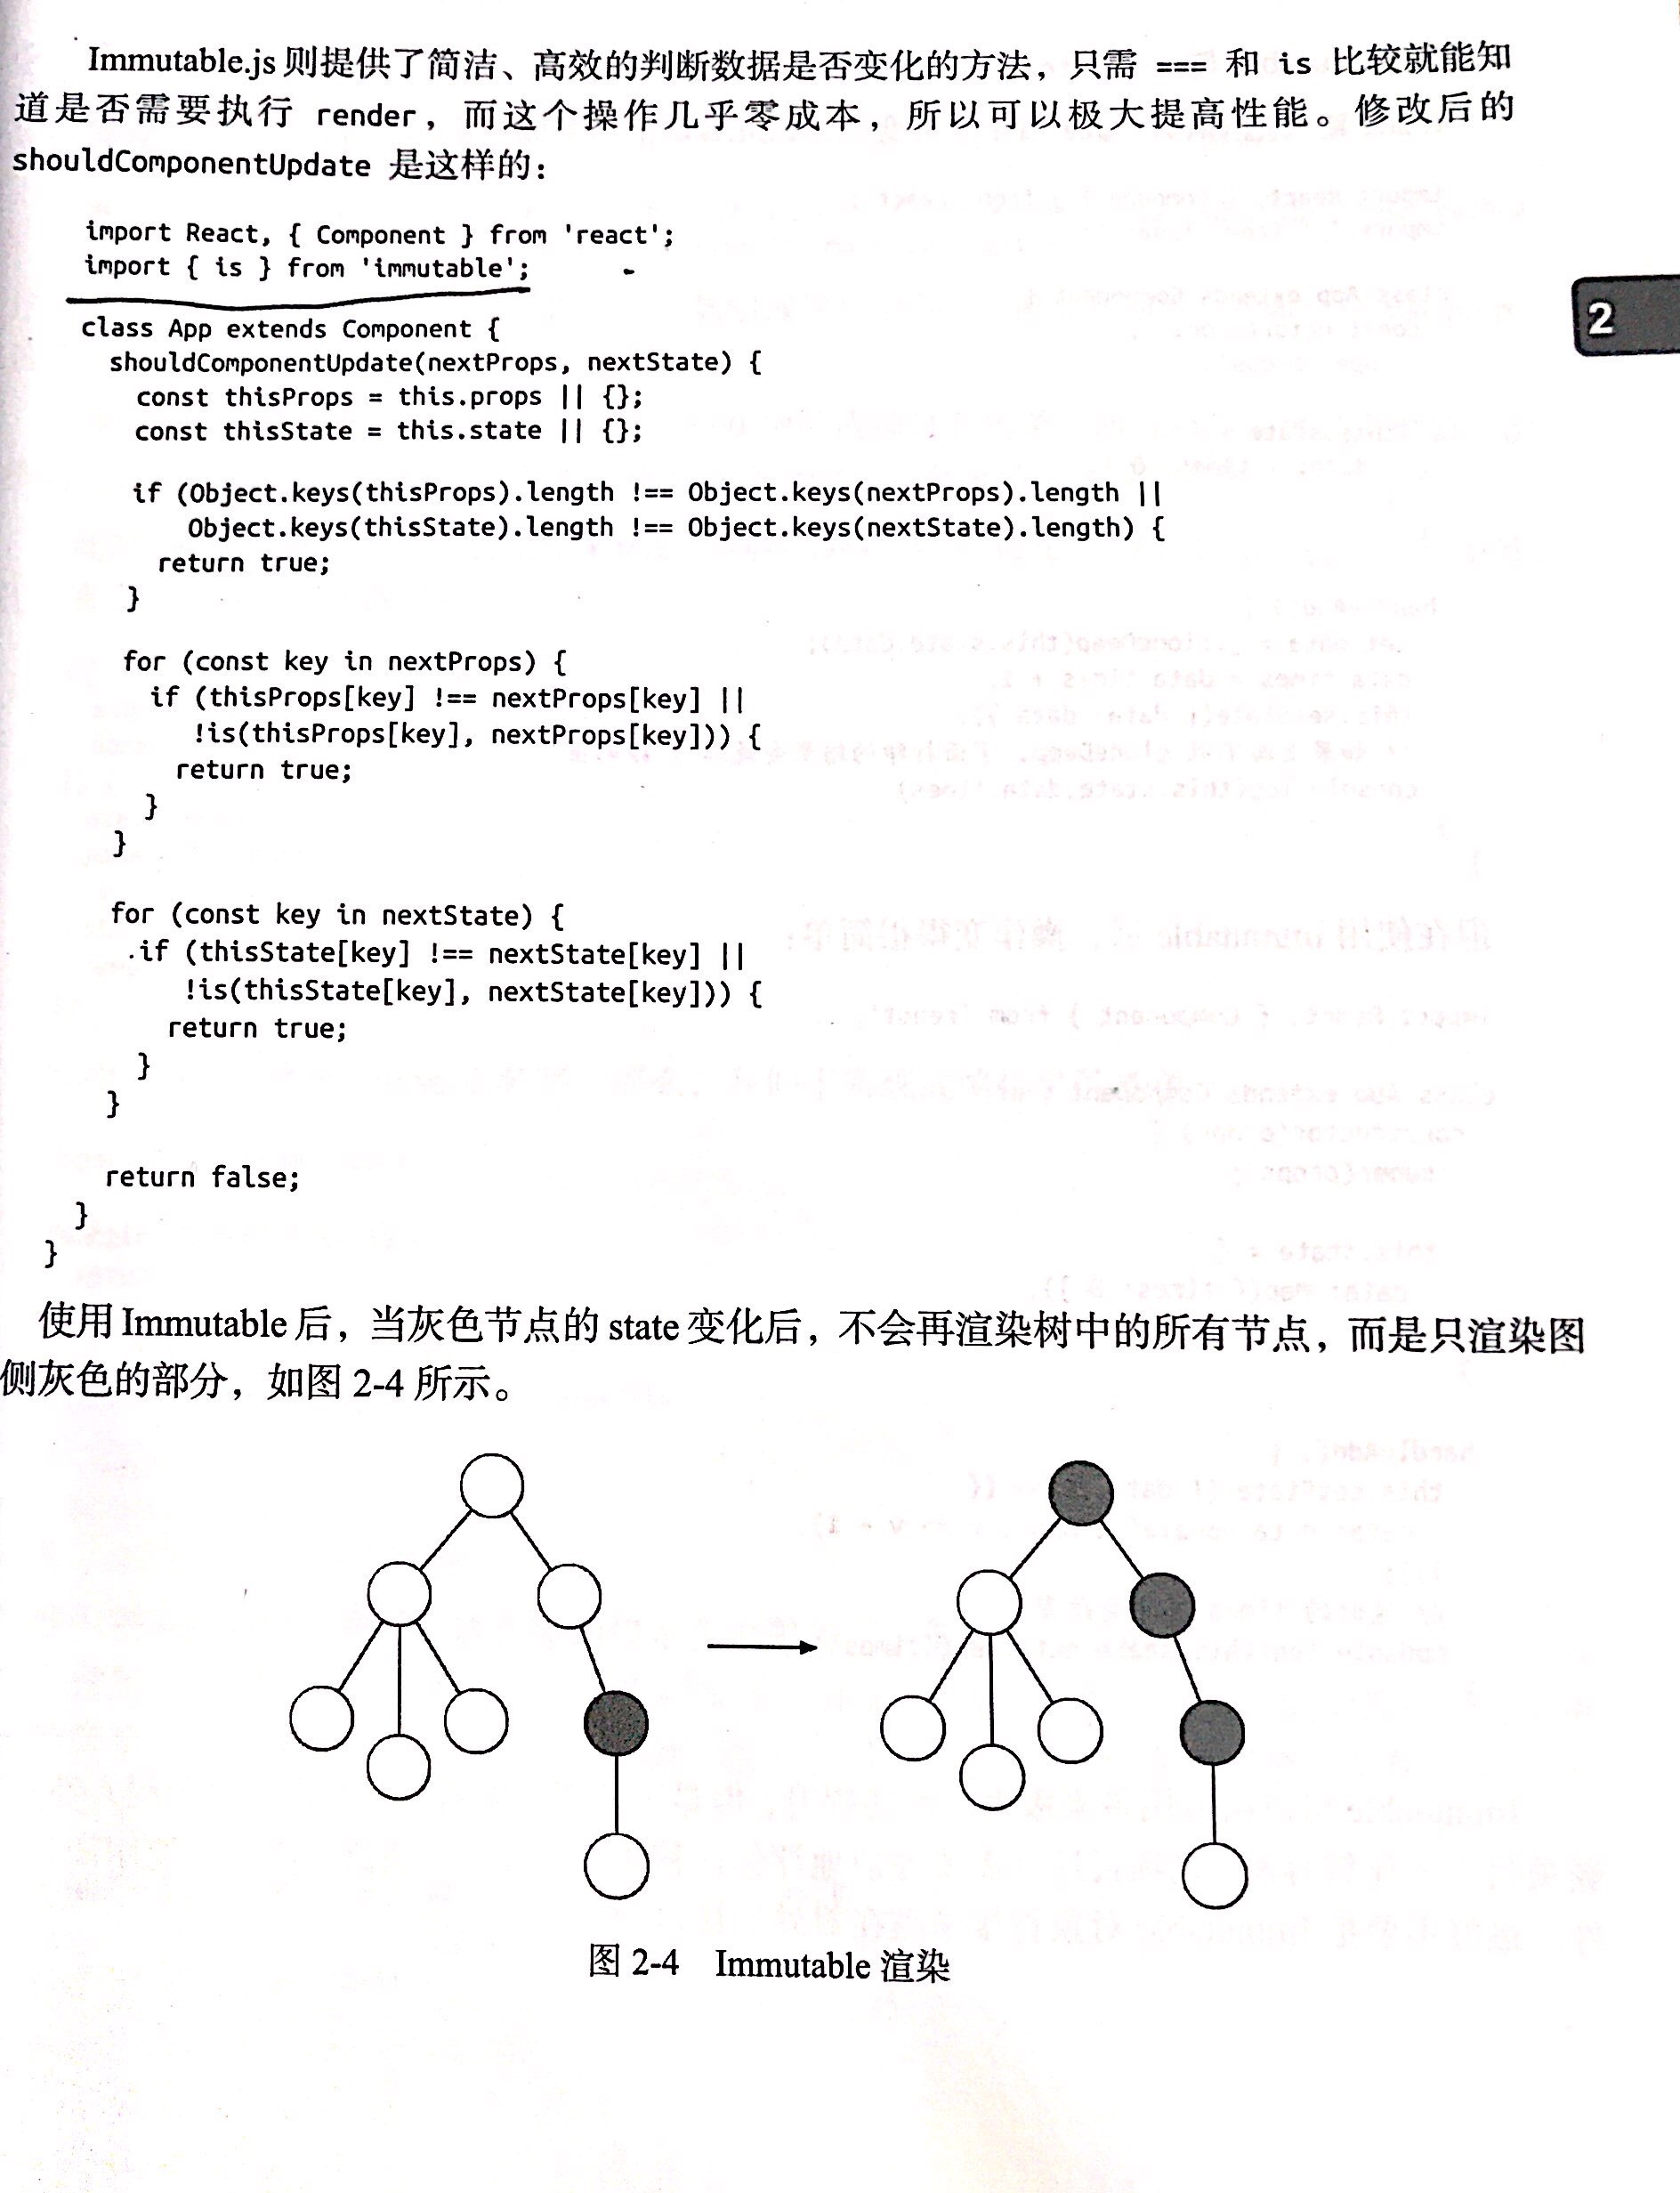 Immutable.js 则提供了简洁、高效的判断数据是否变化的方法，只需 === 和 is 比较就能知
道是否需要执行 render，而这个操作几乎零成本，所以可以极大提高性能。修改后的
shouldComponentUpdate 是这样的：
import React, { Component } from 'react';
import { is } from 'immutable';
2
class App extends Component {
shouldComponentUpdate(nextProps, nextState) {
const thisProps = this.props || {};
const thisState = this.state || {};
if (Object.keys(thisProps).length !== Object.keys(nextProps).length ||
Object.keys(thisState).length !== Object.keys(nextState).length) {
return true;
}
for (const key in nextProps) {
if (thisProps[key] !== nextProps[key] ||
!is(thisProps[key], nextProps[key])) {
return true;
}
}
for (const key in nextState) {
if (thisState[key] !== nextState[key] ||
!is(thisState[key], nextState[key])) {
return true;
}
}
return false;
}
}
使用 Immutable 后，当灰色节点的 state 变化后，不会再渲染树中的所有节点，而是只渲染图
侧灰色的部分，如图 2-4 所示。
图 2-4 Immutable 渲染